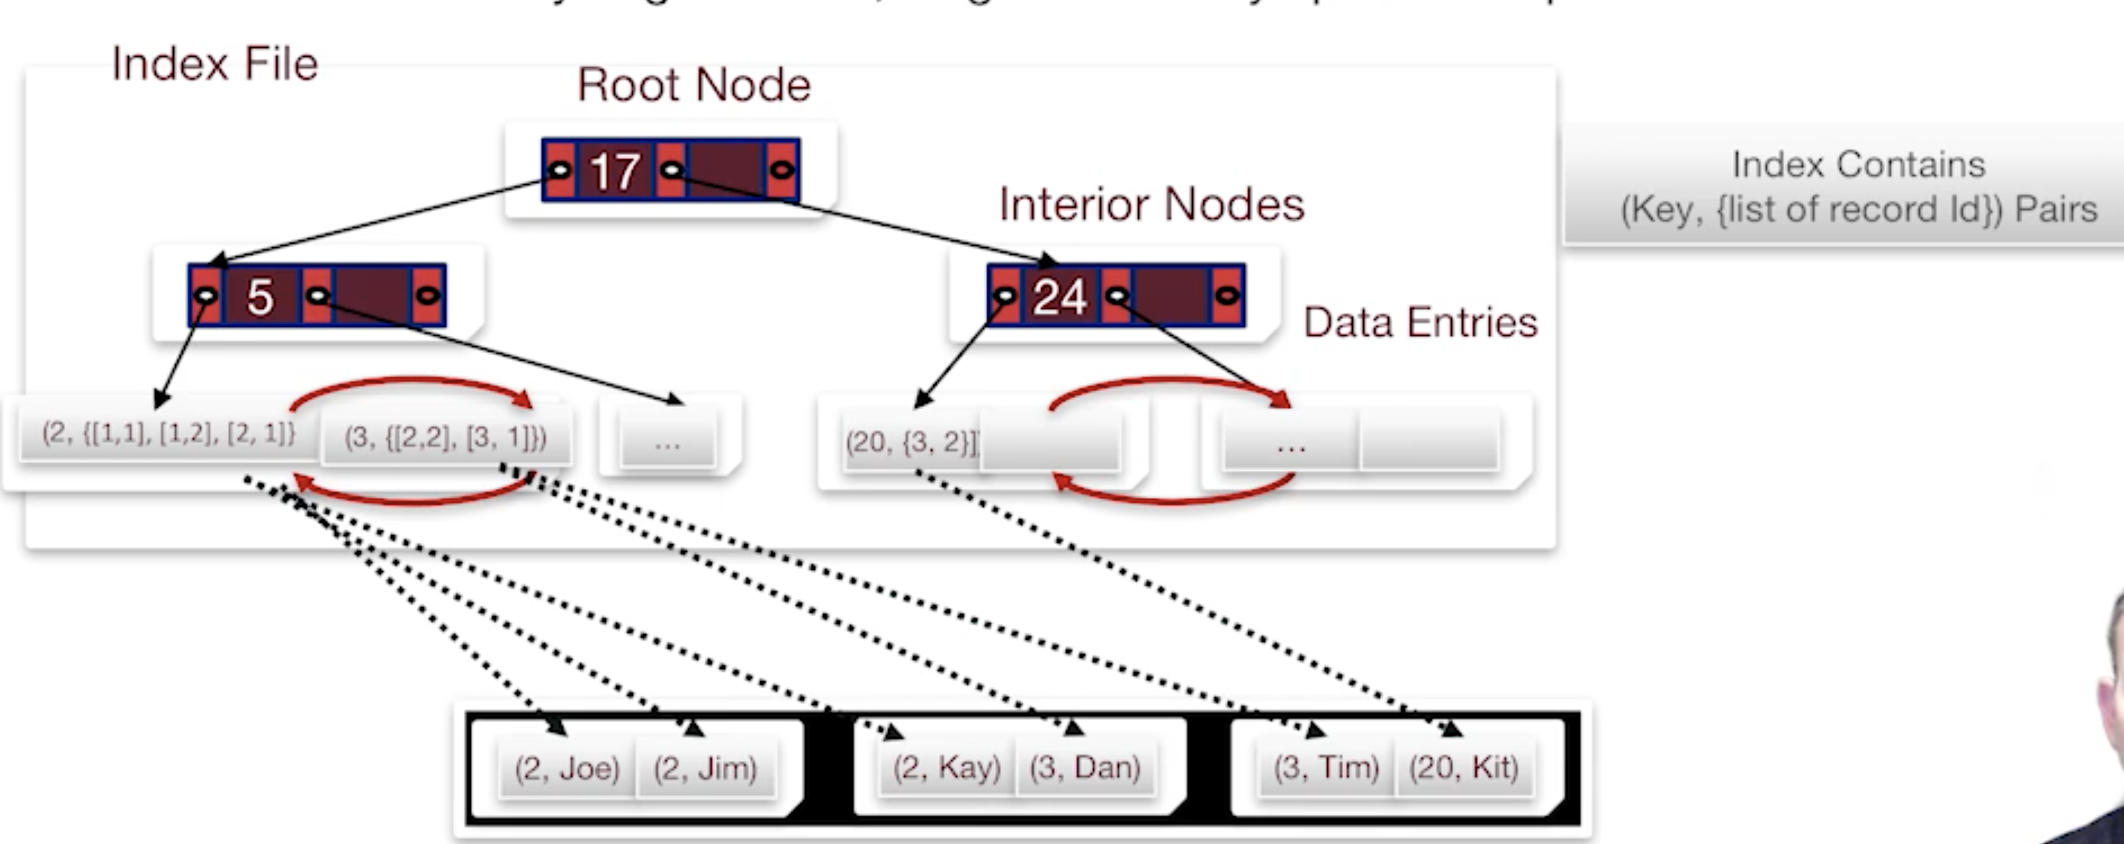 Index File
Root Node
17
Interior Nodes
Index Contains
(Key, {list of record Id}) Pairs
5
24
Data Entries
(2, {[1,1], [1,2], [2, 1]}
(3, {[2,2], [3, 1]})
...
(20, {3, 2}]
...
(2, Joe)
(2, Jim)
(2, Kay)
(3, Dan)
(3, Tim)
(20, Kit)